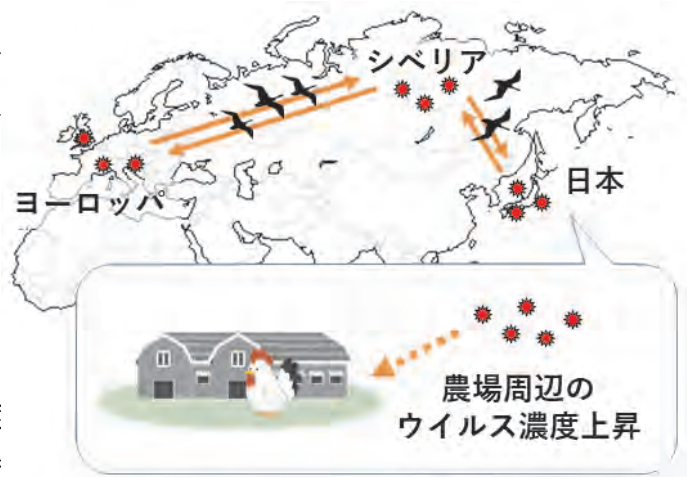 シベリア
日本
ヨーロッパ
農場周辺の
ウイルス濃度上昇